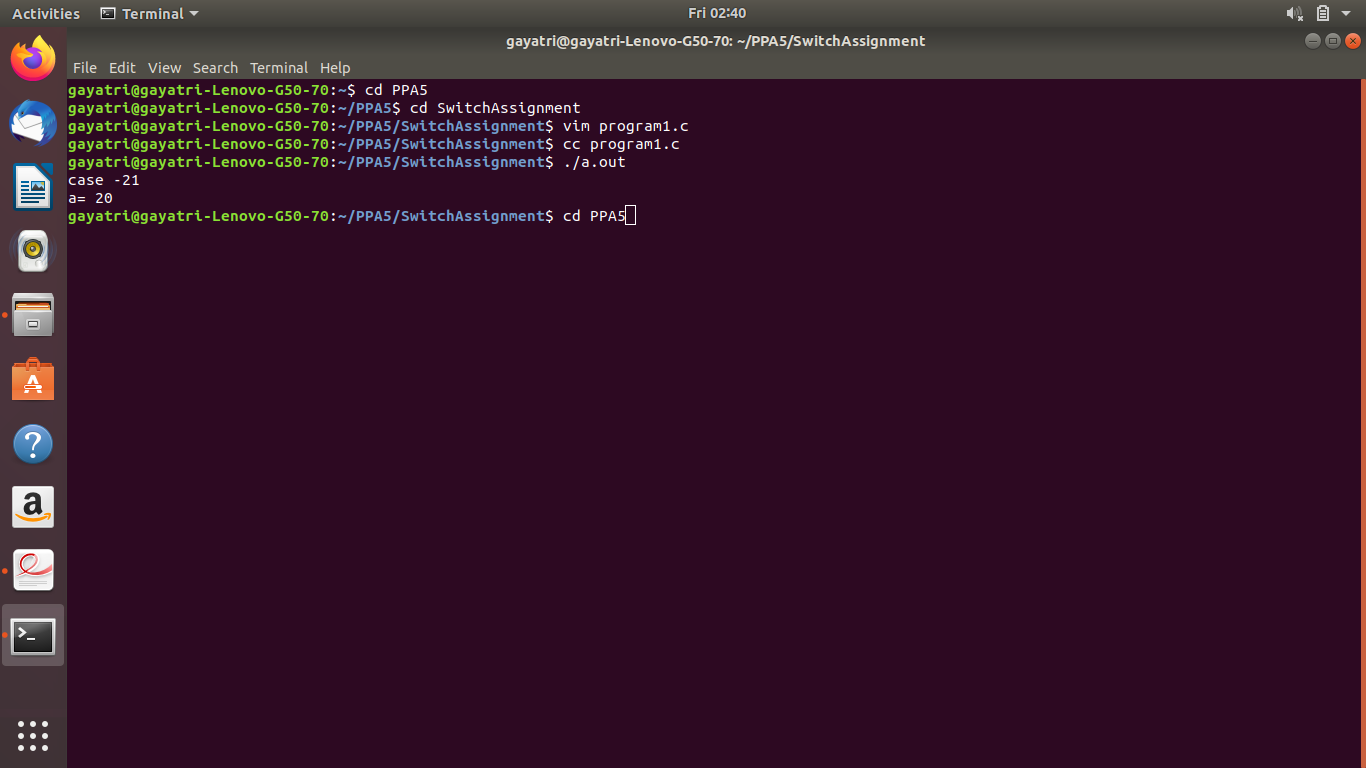 Activities Terminal Fri 02:40
gayatri@gayatri-Lenovo-G50-70: ~/PPA5/SwitchAssignment
File Edit View Search Terminal Help
gayatri@gayatri-Lenovo-G50-70:~$ cd PPA5
gayatri@gayatri-Lenovo-G50-70:~/PPA5$ cd SwitchAssignment
gayatri@gayatri-Lenovo-G50-70:~/PPA5/SwitchAssignment$ vim program1.c
gayatri@gayatri-Lenovo-G50-70:~/PPA5/SwitchAssignment$ cc program1.c
gayatri@gayatri-Lenovo-G50-70:~/PPA5/SwitchAssignment$ ./a.out
case -21
a= 20
gayatri@gayatri-Lenovo-G50-70:~/PPA5/SwitchAssignment$ cd PPA5